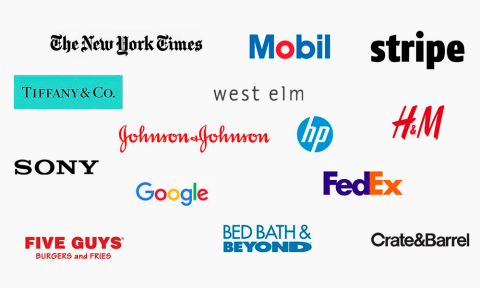 The New York Times
Mobil
stripe
TIFFANY & CO.
west elm
Johnson & Johnson
hp
H&M
SONY
Google
FedEx
FIVE GUYS®
BURGERS and FRIES
BED BATH &
BEYOND
Crate&Barrel